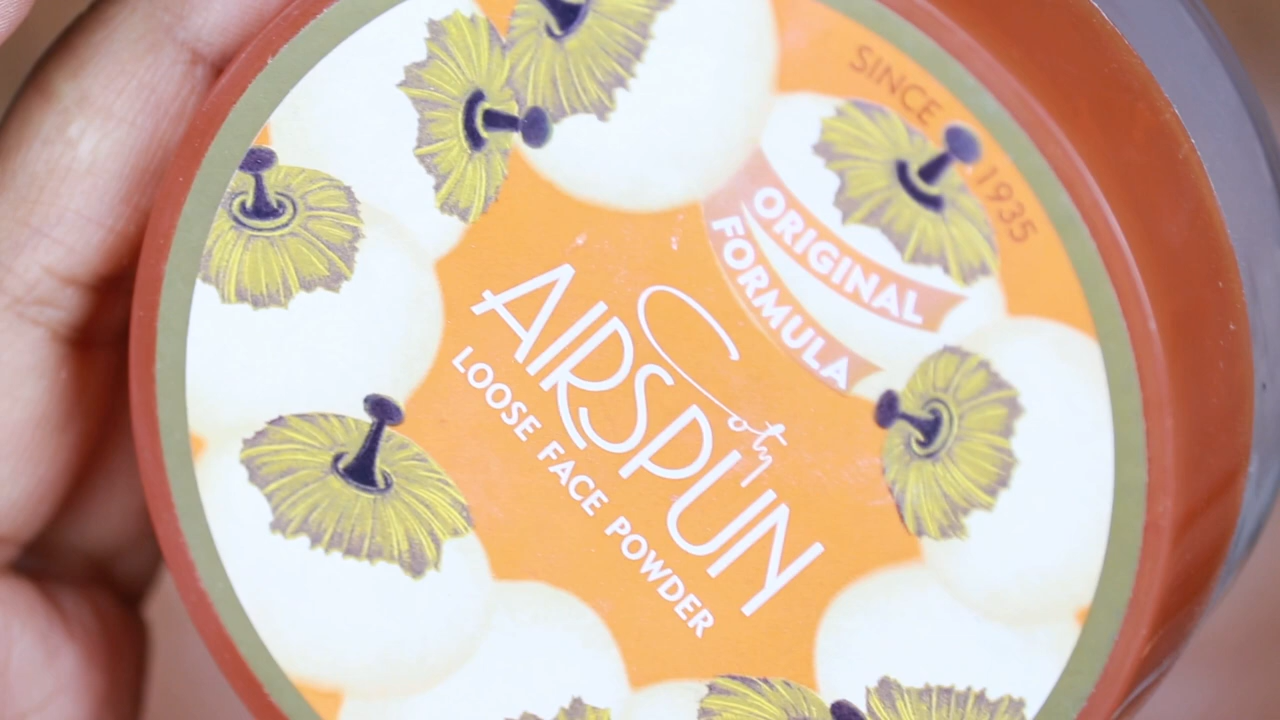 SINCE 1935
ORIGINAL
FORMULA
Coty
AIRSPUN
LOOSE FACE POWDER